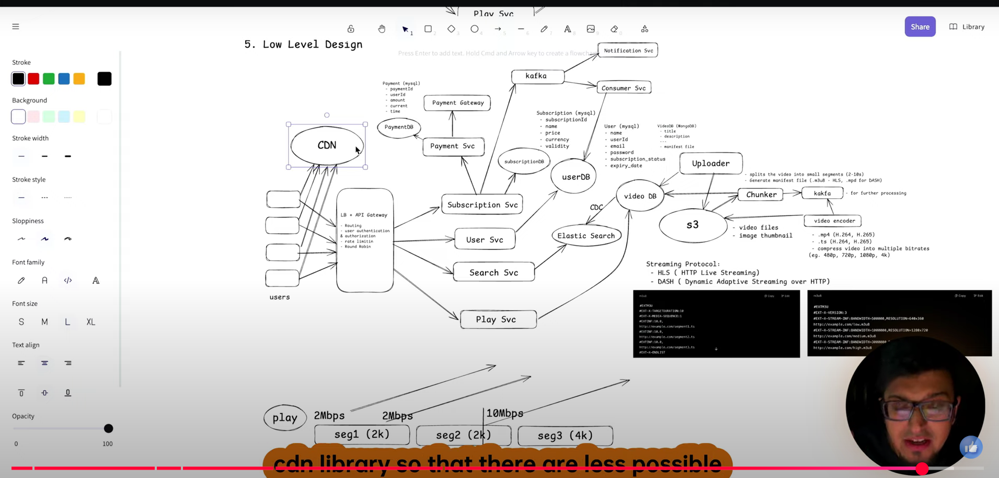 Play Svc
Share
Library
1
2
3
4
5
6
7
8
9
0
5. Low Level Design
Press Enter to add text. Hold Cmd and Arrow key to create a flowchar
Stroke
Background
Stroke width
Stroke style
Sloppiness
Font family
Font size
S M L XL
Text align
Opacity
0 100
Notification Svc
kafka
Consumer Svc
Payment (mysql)
- paymentId
- userId
- amount
- current
- time
Payment Gateway
PaymentDB
Payment Svc
CDN
Subscription (mysql)
- subscriptionId
- name
- price
- currency
- validity
User (mysql)
- name
- userId
- email
- password
- subscription_status
- expiry_date
VideoDB (MongoDB)
- title
- description
---
- manifest file
subscriptionDB
userDB
Uploader
- splits the video into small segments (2-10s)
- Generate manifest file (.m3u8 - HLS, .mpd for DASH)
video DB
Chunker
kakfa
- for further processing
CDC
Subscription Svc
LB + API Gateway
- Routing
- user authentication
& authorization
- rate limitin
- Round Robin
User Svc
Elastic Search
s3
- video files
- image thumbnail
video encoder
- .mp4 (H.264, H.265)
- .ts (H.264, H.265)
- compress video into multiple bitrates
(eg. 480p, 720p, 1080p, 4k)
Search Svc
users
Play Svc
Streaming Protocol:
- HLS ( HTTP Live Streaming)
- DASH ( Dynamic Adaptive Streaming over HTTP)
m3u8 Copy Edit
#EXTM3U
#EXT-X-TARGETDURATION:10
#EXT-X-MEDIA-SEQUENCE:1
#EXTINF:10.0,
http://example.com/segment1.ts
#EXTINF:10.0,
http://example.com/segment2.ts
#EXTINF:10.0,
http://example.com/segment3.ts
#EXT-X-ENDLIST
m3u8 Copy Edit
#EXTM3U
#EXT-X-VERSION:3
#EXT-X-STREAM-INF:BANDWIDTH=500000,RESOLUTION=640x360
http://example.com/low.m3u8
#EXT-X-STREAM-INF:BANDWIDTH=1000000,RESOLUTION=1280x720
http://example.com/medium.m3u8
#EXT-X-STREAM-INF:BANDWIDTH=3000000
http://example.com/high.m3u8
play
2Mbps 2Mbps 10Mbps
seg1 (2k) seg2 (2k) seg3 (4k)
cdn library so that there are less possible